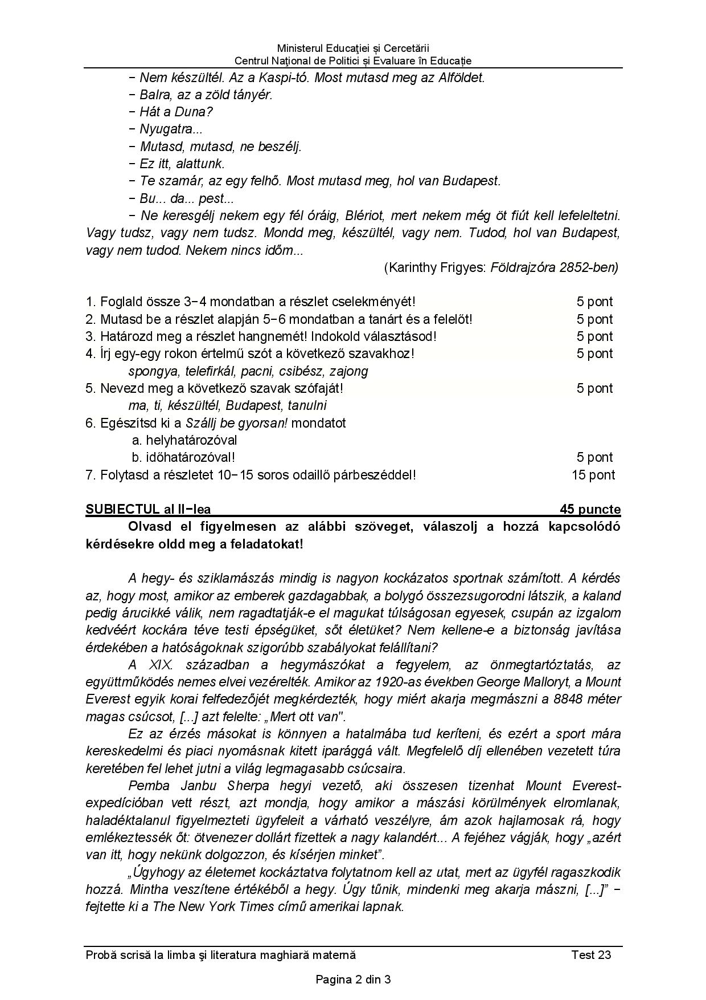 Ministerul Educaţiei și Cercetării
Centrul Naţional de Politici și Evaluare în Educație
− Nem készültél. Az a Kaspi-tó. Most mutasd meg az Alföldet.
− Balra, az a zöld tányér.
− Hát a Duna?
− Nyugatra...
− Mutasd, mutasd, ne beszélj.
− Ez itt, alattunk.
− Te szamár, az egy felhő. Most mutasd meg, hol van Budapest.
− Bu... da... pest...
− Ne keresgélj nekem egy fél óráig, Blériot, mert nekem még öt fiút kell lefeleltetni.
Vagy tudsz, vagy nem tudsz. Mondd meg, készültél, vagy nem. Tudod, hol van Budapest,
vagy nem tudod. Nekem nincs időm...
(Karinthy Frigyes: Földrajzóra 2852-ben)
1. Foglald össze 3−4 mondatban a részlet cselekményét! 5 pont
2. Mutasd be a részlet alapján 5−6 mondatban a tanárt és a felelőt! 5 pont
3. Határozd meg a részlet hangnemét! Indokold választásod! 5 pont
4. Írj egy-egy rokon értelmű szót a következő szavakhoz! 5 pont
spongya, telefirkál, pacni, csibész, zajong
5. Nevezd meg a következő szavak szófaját! 5 pont
ma, ti, készültél, Budapest, tanulni
6. Egészítsd ki a Szállj be gyorsan! mondatot
a. helyhatározóval
b. időhatározóval! 5 pont
7. Folytasd a részletet 10−15 soros odaillő párbeszéddel! 15 pont
SUBIECTUL al II−lea 45 puncte
Olvasd el figyelmesen az alábbi szöveget, válaszolj a hozzá kapcsolódó
kérdésekre oldd meg a feladatokat!
A hegy- és sziklamászás mindig is nagyon kockázatos sportnak számított. A kérdés
az, hogy most, amikor az emberek gazdagabbak, a bolygó összezsugorodni látszik, a kaland
pedig árucikké válik, nem ragadtatják-e el magukat túlságosan egyesek, csupán az izgalom
kedvéért kockára téve testi épségüket, sőt életüket? Nem kellene-e a biztonság javítása
érdekében a hatóságoknak szigorúbb szabályokat felállítani?
A XIX. században a hegymászókat a fegyelem, az önmegtartóztatás, az
együttműködés nemes elvei vezérelték. Amikor az 1920-as években George Malloryt, a Mount
Everest egyik korai felfedezőjét megkérdezték, hogy miért akarja megmászni a 8848 méter
magas csúcsot, [...] azt felelte: „Mert ott van".
Ez az érzés másokat is könnyen a hatalmába tud keríteni, és ezért a sport mára
kereskedelmi és piaci nyomásnak kitett iparággá vált. Megfelelő díj ellenében vezetett túra
keretében fel lehet jutni a világ legmagasabb csúcsaira.
Pemba Janbu Sherpa hegyi vezető, aki összesen tizenhat Mount Everest-
expedícióban vett részt, azt mondja, hogy amikor a mászási körülmények elromlanak,
haladéktalanul figyelmezteti ügyfeleit a várható veszélyre, ám azok hajlamosak rá, hogy
emlékeztessék őt: ötvenezer dollárt fizettek a nagy kalandért... A fejéhez vágják, hogy „azért
van itt, hogy nekünk dolgozzon, és kísérjen minket”.
„Úgyhogy az életemet kockáztatva folytatnom kell az utat, mert az ügyfél ragaszkodik
hozzá. Mintha veszítene értékéből a hegy. Úgy tűnik, mindenki meg akarja mászni, [...]” −
fejtette ki a The New York Times című amerikai lapnak.
Probă scrisă la limba şi literatura maghiară maternă Test 23
Pagina 2 din 3